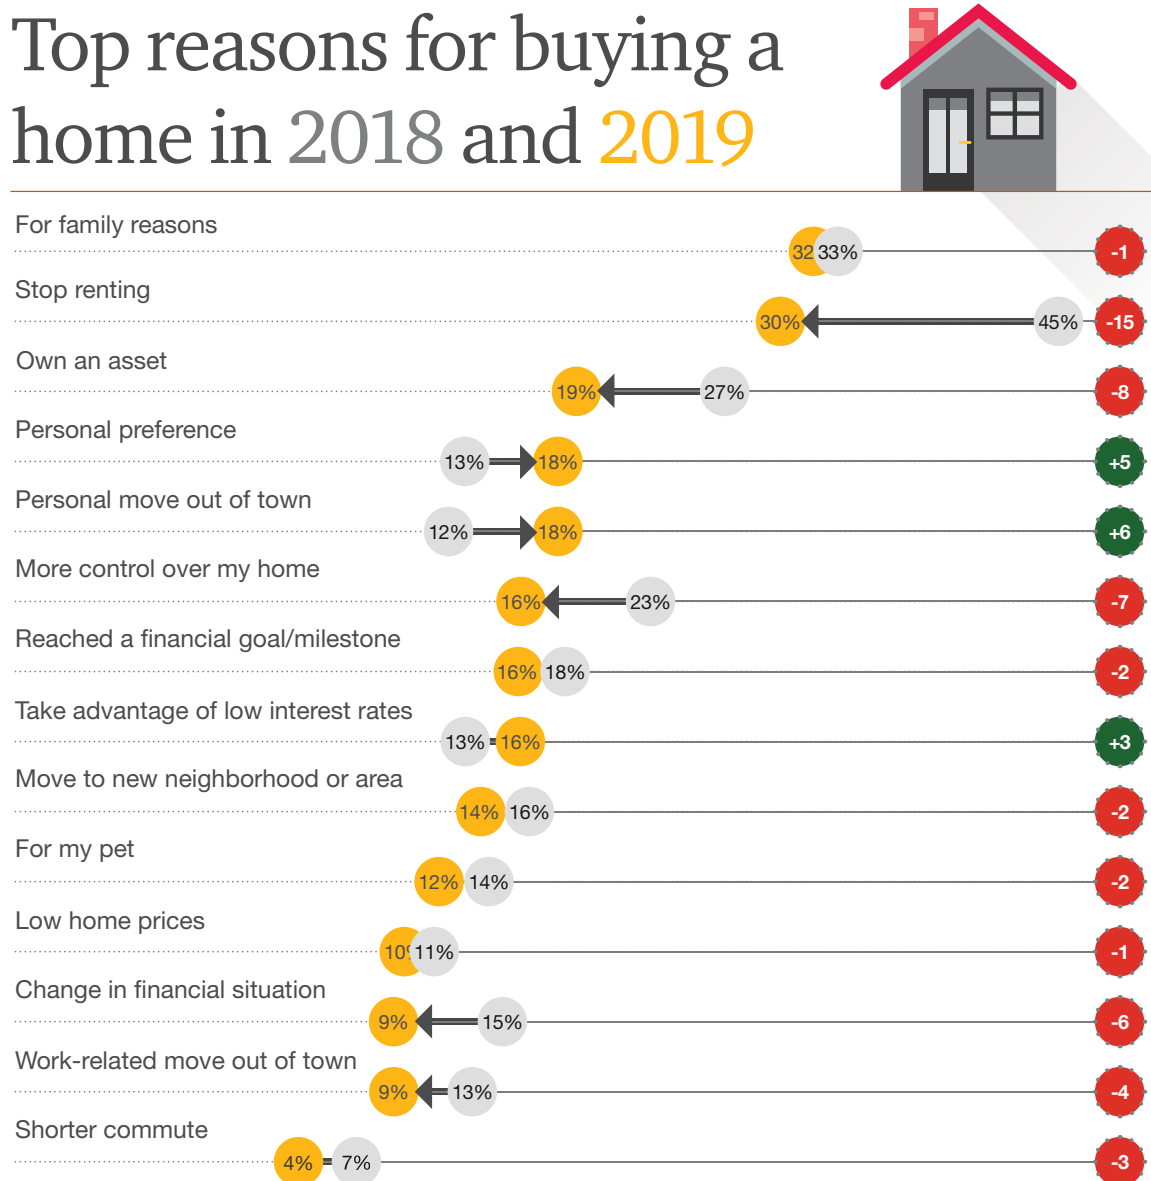 Top reasons for buying a
home in 2018 and 2019
For family reasons
32 33% -1
Stop renting
30% 45% -15
Own an asset
19% 27% -8
Personal preference
13% 18% +5
Personal move out of town
12% 18% +6
More control over my home
16% 23% -7
Reached a financial goal/milestone
16% 18% -2
Take advantage of low interest rates
13% 16% +3
Move to new neighborhood or area
14% 16% -2
For my pet
12% 14% -2
Low home prices
10% 11% -1
Change in financial situation
9% 15% -6
Work-related move out of town
9% 13% -4
Shorter commute
4% 7% -3